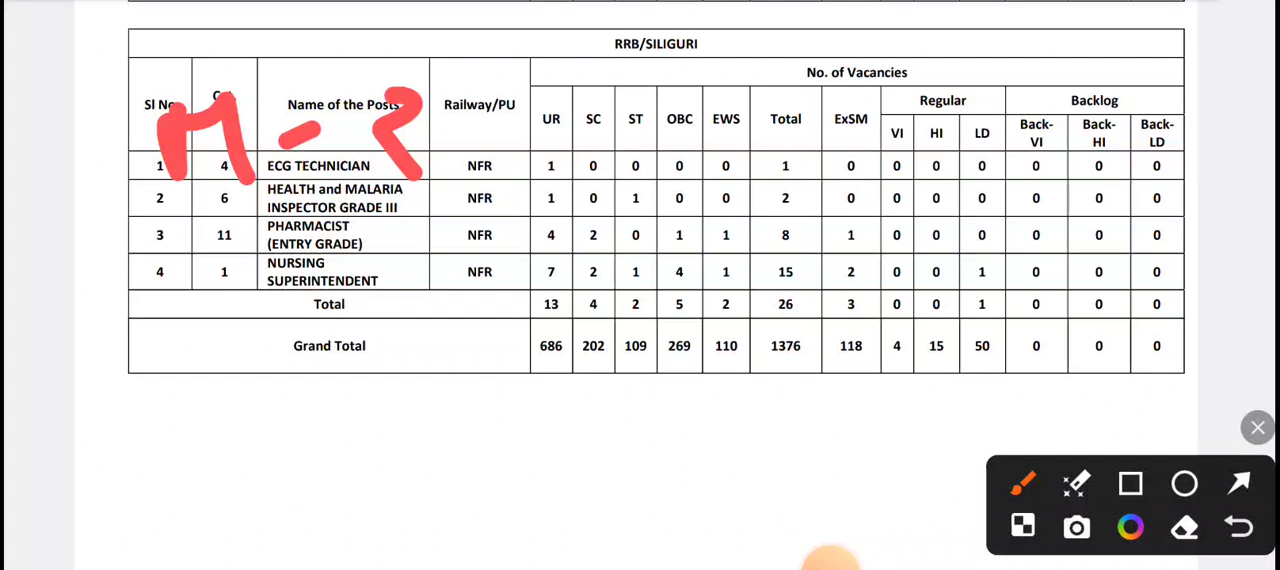 RRB/SILIGURI
No. of Vacancies
Sl No Name of the Posts Railway/PU UR SC ST OBC EWS Total ExSM Regular Backlog
VI HI LD Back-VI Back-HI Back-LD
1 4 ECG TECHNICIAN NFR 1 0 0 0 0 1 0 0 0 0 0 0 0
2 6 HEALTH and MALARIA INSPECTOR GRADE III NFR 1 0 1 0 0 2 0 0 0 0 0 0 0
3 11 PHARMACIST (ENTRY GRADE) NFR 4 2 0 1 1 8 1 0 0 0 0 0 0
4 1 NURSING SUPERINTENDENT NFR 7 2 1 4 1 15 2 0 0 1 0 0 0
Total 13 4 2 5 2 26 3 0 0 1 0 0 0
Grand Total 686 202 109 269 110 1376 118 4 15 50 0 0 0